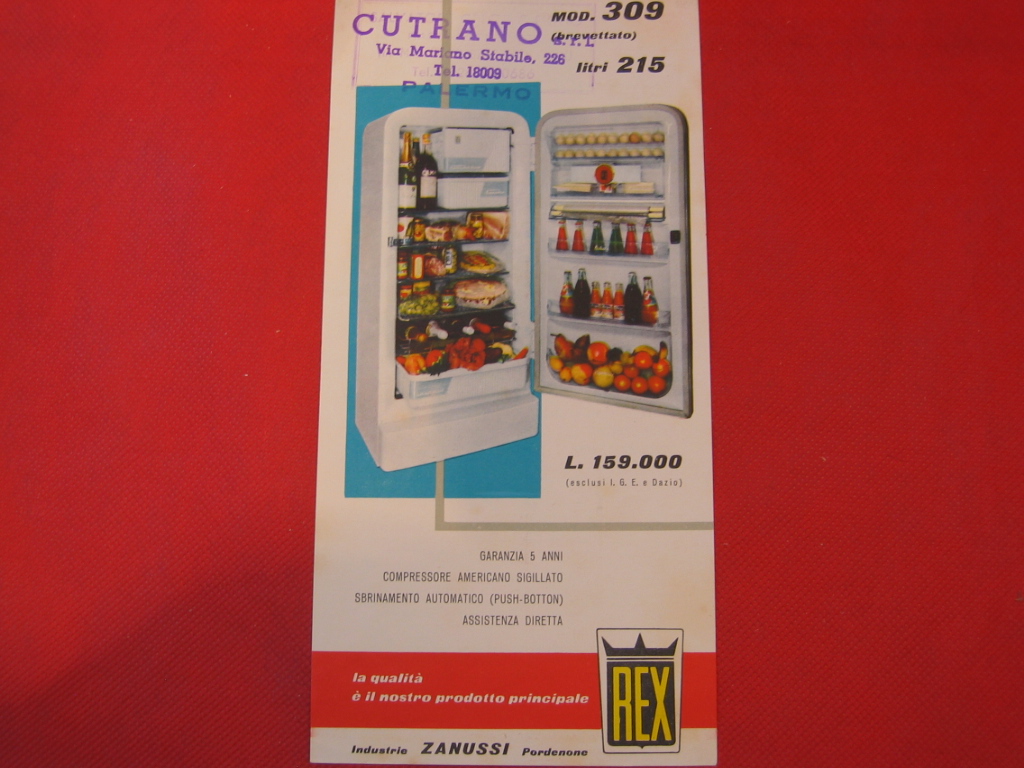 CUTRANO S.r.L
MOD. 309
(brevettato)
Via Mariano Stabile, 226
litri 215
Tel. 18009
PALERMO
L. 159.000
(esclusi I. G. E. e Dazio)
GARANZIA 5 ANNI
COMPRESSORE AMERICANO SIGILLATO
SBRINAMENTO AUTOMATICO (PUSH-BOTTON)
ASSISTENZA DIRETTA
la qualità
è il nostro prodotto principale
REX
Industrie ZANUSSI Pordenone